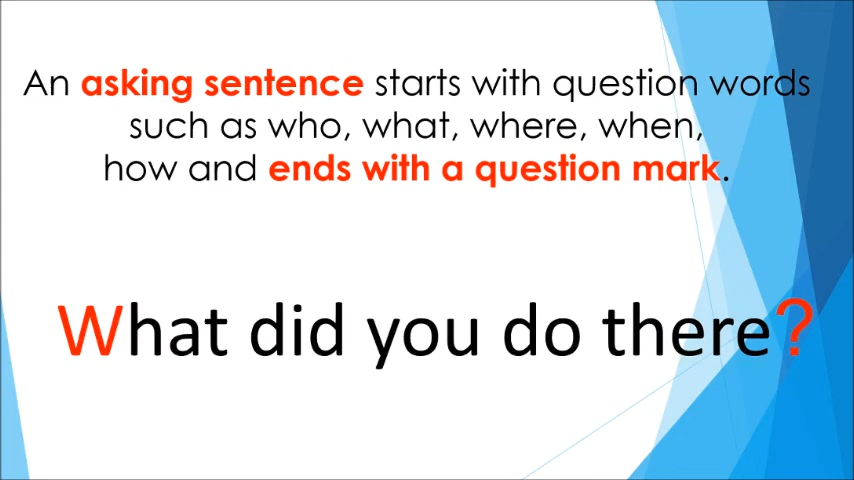 An asking sentence starts with question words
such as who, what, where, when,
how and ends with a question mark.
What did you do there?